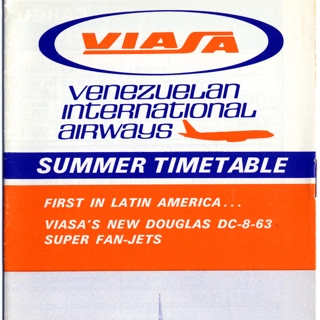 VIASA
VENEZUELAN
INTERNATIONAL
AIRWAYS
SUMMER TIMETABLE
FIRST IN LATIN AMERICA...
VIASA'S NEW DOUGLAS DC-8-63
SUPER FAN-JETS